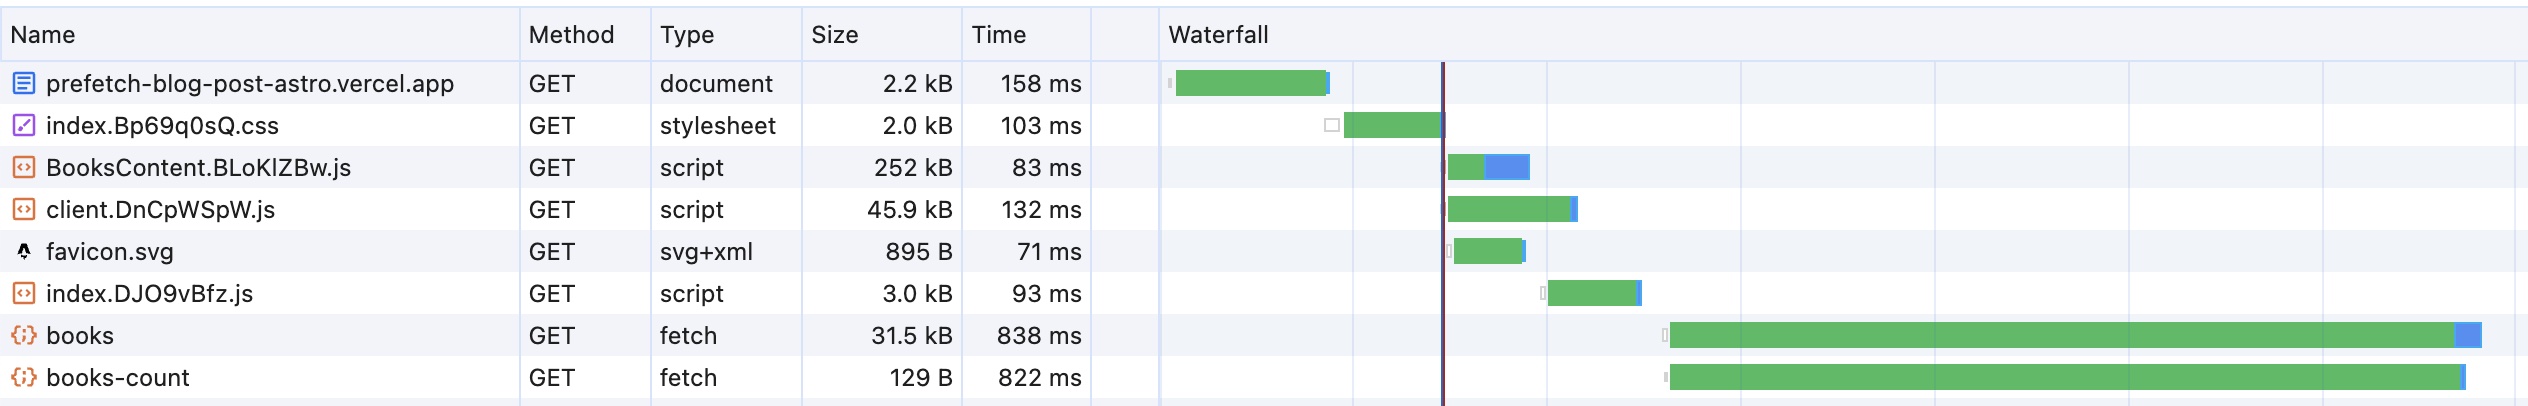 Name Method Type Size Time Waterfall
prefetch-blog-post-astro.vercel.app GET document 2.2 kB 158 ms
index.Bp69q0sQ.css GET stylesheet 2.0 kB 103 ms
BooksContent.BLoKlZBw.js GET script 252 kB 83 ms
client.DnCpWSpW.js GET script 45.9 kB 132 ms
favicon.svg GET svg+xml 895 B 71 ms
index.DJO9vBfz.js GET script 3.0 kB 93 ms
books GET fetch 31.5 kB 838 ms
books-count GET fetch 129 B 822 ms